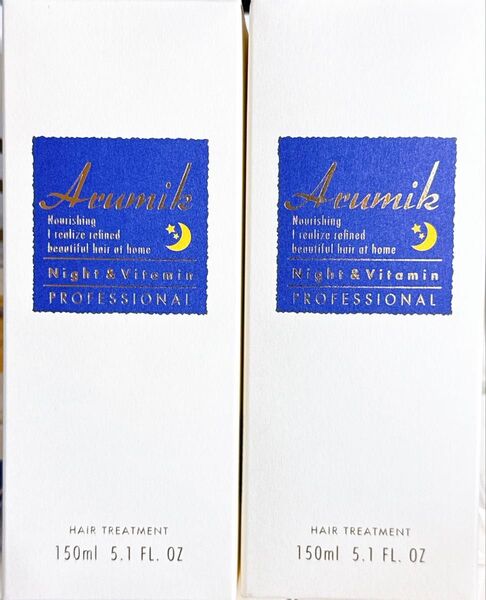 Arumik
Nourishing
I realize refined
beautiful hair at home
Night & Vitamin
PROFESSIONAL
HAIR TREATMENT
150ml 5.1 FL. OZ
Arumik
Nourishing
I realize refined
beautiful hair at home
Night & Vitamin
PROFESSIONAL
HAIR TREATMENT
150ml 5.1 FL. OZ